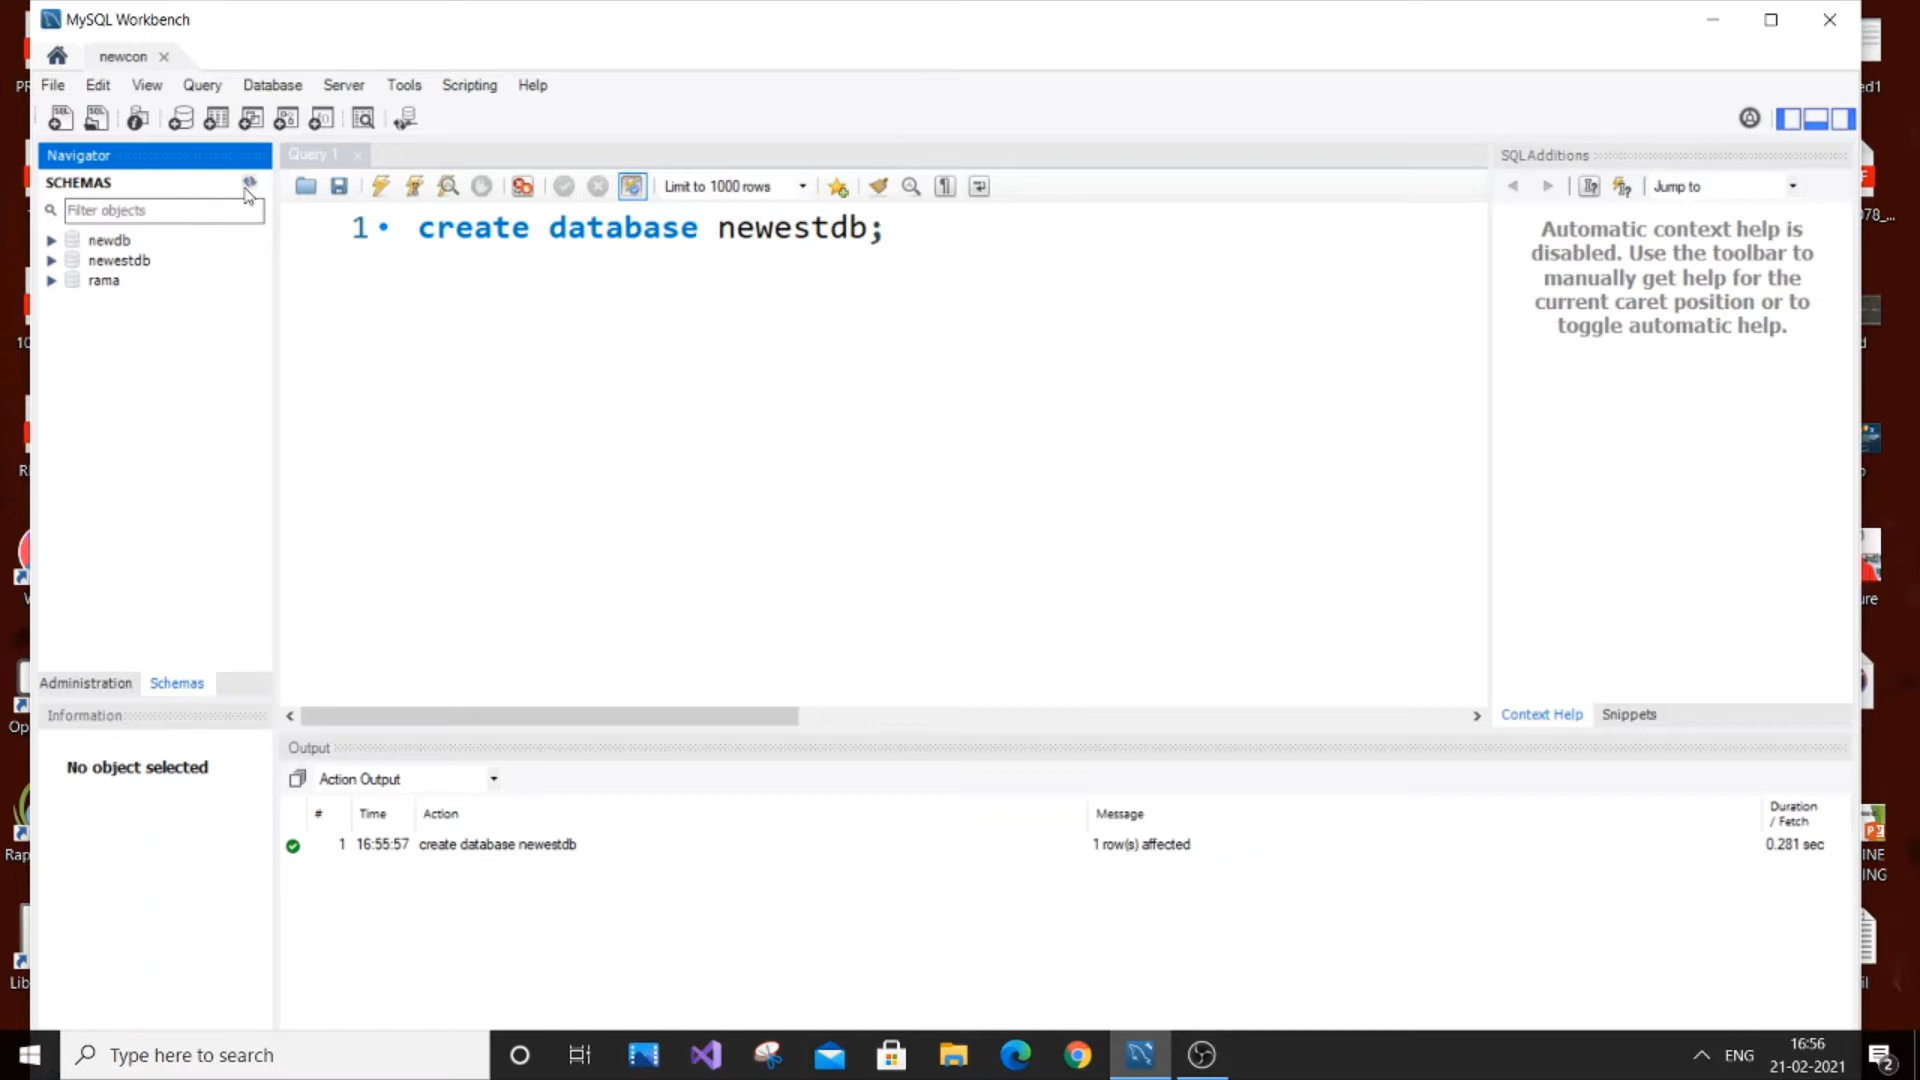 MySQL Workbench
newcon
File Edit View Query Database Server Tools Scripting Help
Navigator
SCHEMAS
Filter objects
newdb
newestdb
rama
Administration Schemas
Information
No object selected
Query 1
Limit to 1000 rows
1 create database newestdb;
SQLAdditions
Jump to
Automatic context help is
disabled. Use the toolbar to
manually get help for the
current caret position or to
toggle automatic help.
Context Help Snippets
Output
Action Output
# Time Action Message Duration / Fetch
1 16:55:57 create database newestdb 1 row(s) affected 0.281 sec
Type here to search
ENG
16:56
21-02-2021
2